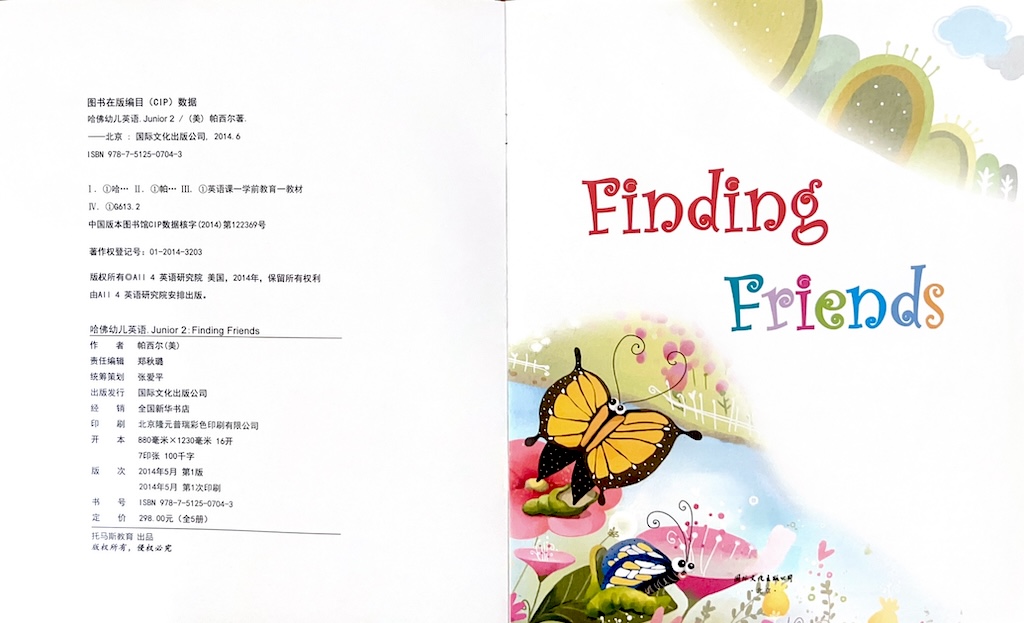 图书在版编目（CIP）数据
哈佛幼儿英语. Junior 2 /（美）帕西尔著.
——北京 : 国际文化出版公司, 2014.6
ISBN 978-7-5125-0704-3
Ⅰ. ①哈… Ⅱ. ①帕… Ⅲ. ①英语课－学前教育－教材
Ⅳ. ①G613.2
中国版本图书馆CIP数据核字(2014)第122369号
著作权登记号: 01-2014-3203
版权所有◎All 4 英语研究院 美国, 2014年, 保留所有权利
由All 4 英语研究院安排出版。
哈佛幼儿英语. Junior 2:Finding Friends
作 者 帕西尔(美)
责任编辑 郑秋璐
统筹策划 张爱平
出版发行 国际文化出版公司
经 销 全国新华书店
印 刷 北京隆元普瑞彩色印刷有限公司
开 本 880毫米×1230毫米 16开
7印张 100千字
版 次 2014年5月 第1版
2014年5月 第1次印刷
书 号 ISBN 978-7-5125-0704-3
定 价 298.00元（全5册）
托马斯教育 出品
版权所有, 侵权必究
Finding
Friends
国际文化出版公司